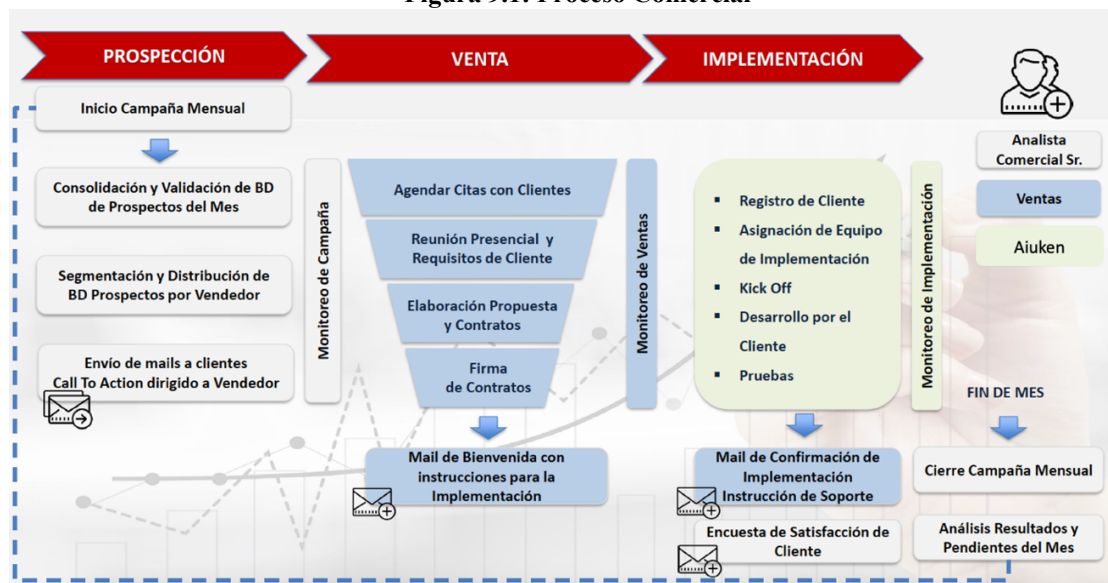 Figura 9.1: Proceso Comercial
PROSPECCIÓN
VENTA
IMPLEMENTACIÓN
Inicio Campaña Mensual
Consolidación y Validación de BD
de Prospectos del Mes
Segmentación y Distribución de
BD Prospectos por Vendedor
Envío de mails a clientes
Call To Action dirigido a Vendedor
Monitoreo de Campaña
Agendar Citas con Clientes
Reunión Presencial y
Requisitos de Cliente
Elaboración Propuesta
y Contratos
Firma
de Contratos
Mail de Bienvenida con
instrucciones para la
Implementación
Monitoreo de Ventas
▪ Registro de Cliente
▪ Asignación de Equipo
de Implementación
▪ Kick Off
▪ Desarrollo por el
Cliente
▪ Pruebas
Mail de Confirmación de
Implementación
Instrucción de Soporte
Encuesta de Satisfacción de
Cliente
Monitoreo de Implementación
Analista
Comercial Sr.
Ventas
Aiuken
FIN DE MES
Cierre Campaña Mensual
Análisis Resultados y
Pendientes del Mes